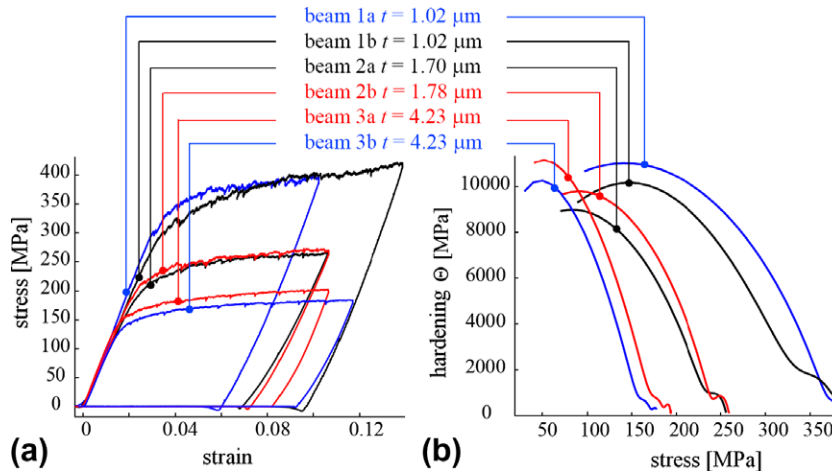 beam 1a t = 1.02 μm
beam 1b t = 1.02 μm
beam 2a t = 1.70 μm
beam 2b t = 1.78 μm
beam 3a t = 4.23 μm
beam 3b t = 4.23 μm
stress [MPa]
400
350
300
250
200
150
100
50
0
0
0.04
0.08
0.12
strain
(a)
hardening Θ [MPa]
10000
8000
6000
4000
2000
0
50
100
150
200
250
300
350
stress [MPa]
(b)